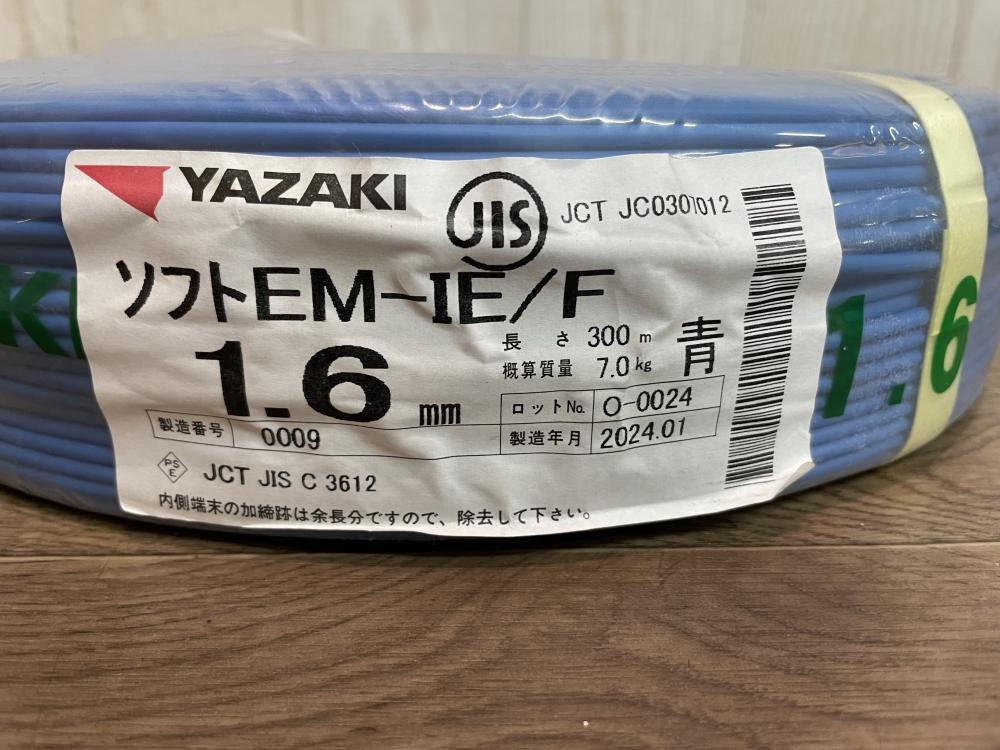 YAZAKI
JIS
JCT JC0307012
ソフトEM-IE/F
1.6 mm
長さ 300 m
概算質量 7.0 kg
青
ロットNo. O-0024
製造番号 0009
製造年月 2024.01
PS E
JCT JIS C 3612
内側端末の加締跡は余長分ですので、除去して下さい。
1.6